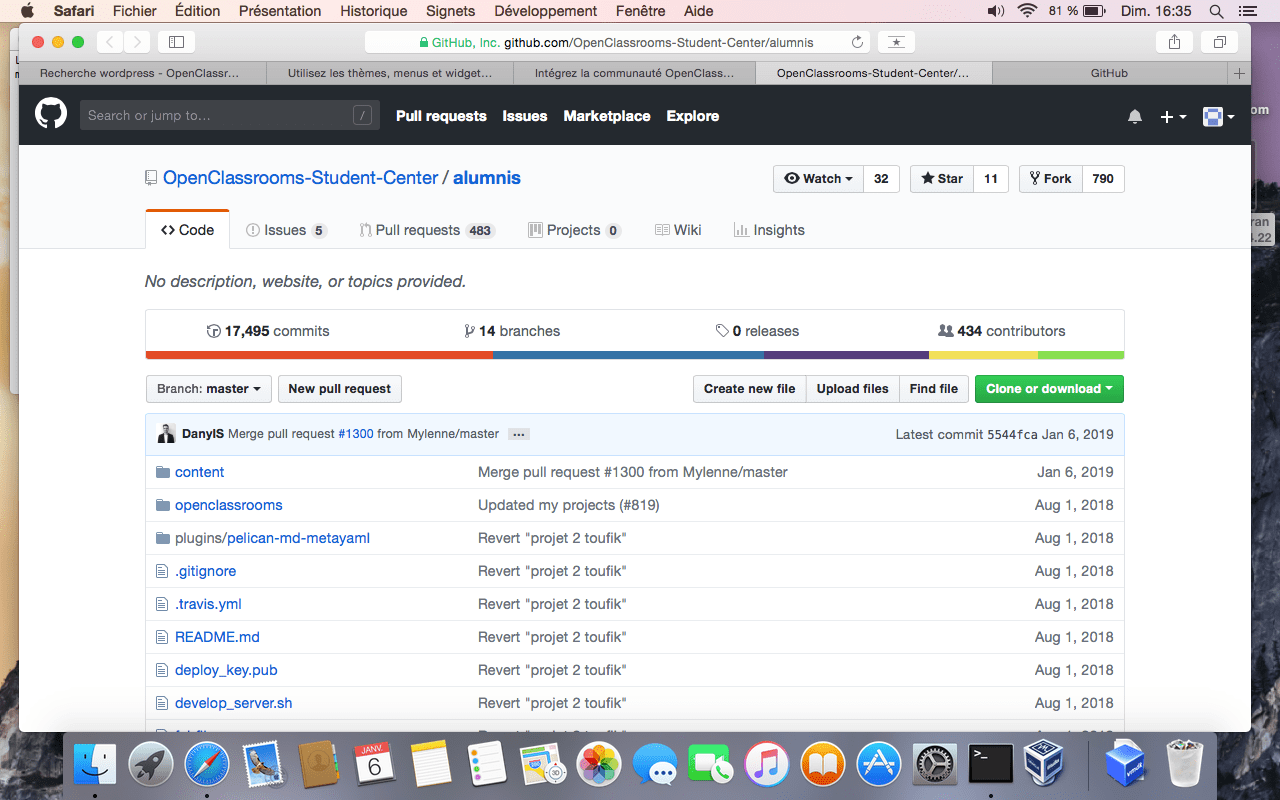 Safari Fichier Édition Présentation Historique Signets Développement Fenêtre Aide 81 % Dim. 16:35
GitHub, Inc. github.com/OpenClassrooms-Student-Center/alumnis
Recherche wordpress - OpenClassr... Utilisez les thèmes, menus et widget... Intégrez la communauté OpenClass... OpenClassrooms-Student-Center/... GitHub
Search or jump to... / Pull requests Issues Marketplace Explore
OpenClassrooms-Student-Center / alumnis Watch 32 Star 11 Fork 790
Code Issues 5 Pull requests 483 Projects 0 Wiki Insights
No description, website, or topics provided.
17,495 commits 14 branches 0 releases 434 contributors
Branch: master New pull request Create new file Upload files Find file Clone or download
DanylS Merge pull request #1300 from Mylenne/master ... Latest commit 5544fca Jan 6, 2019
content Merge pull request #1300 from Mylenne/master Jan 6, 2019
openclassrooms Updated my projects (#819) Aug 1, 2018
plugins/pelican-md-metayaml Revert "projet 2 toufik" Aug 1, 2018
.gitignore Revert "projet 2 toufik" Aug 1, 2018
.travis.yml Revert "projet 2 toufik" Aug 1, 2018
README.md Revert "projet 2 toufik" Aug 1, 2018
deploy_key.pub Revert "projet 2 toufik" Aug 1, 2018
develop_server.sh Revert "projet 2 toufik" Aug 1, 2018
JANV.
6
3D
>_
vmdk